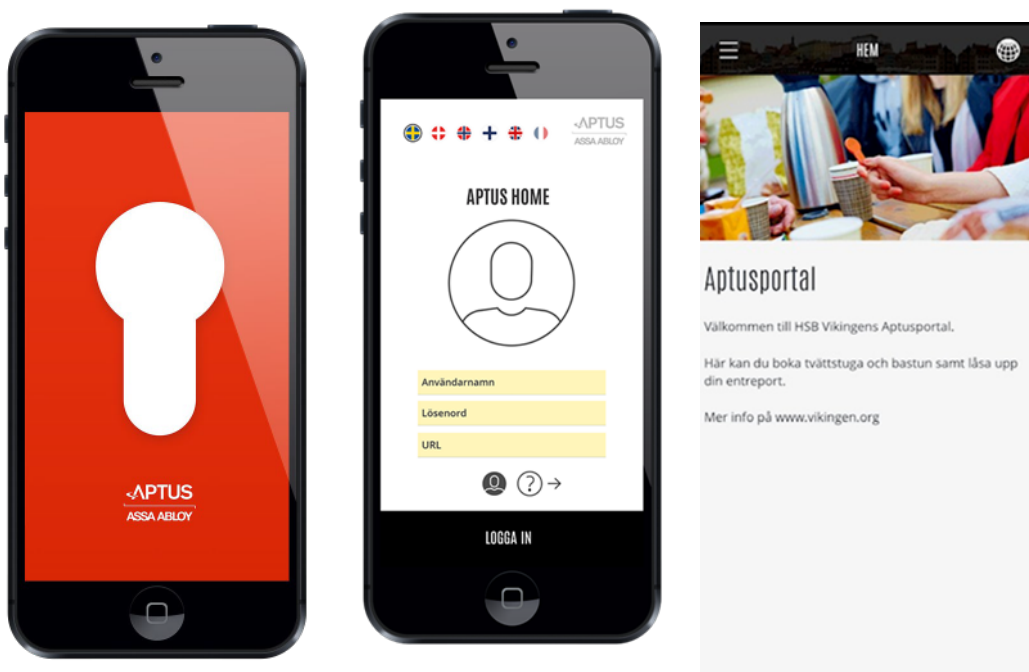 APTUS
ASSA ABLOY
APTUS
ASSA ABLOY
APTUS HOME
Användarnamn
Lösenord
URL
?
LOGGA IN
HEM
Aptusportal
Välkommen till HSB Vikingens Aptusportal.
Här kan du boka tvättstuga och bastun samt låsa upp
din entreport.
Mer info på www.vikingen.org